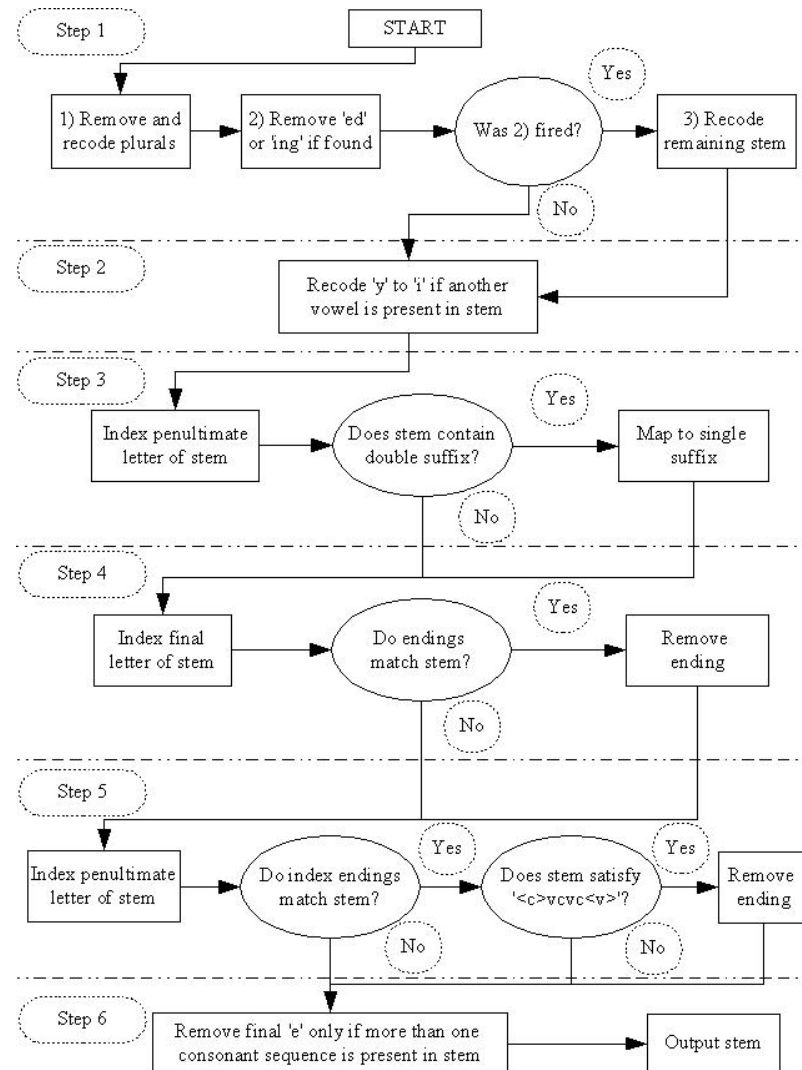 Step 1
START
Yes
1) Remove and
recode plurals
2) Remove 'ed'
or 'ing' if found
Was 2) fired?
3) Recode
remaining stem
No
Step 2
Recode 'y' to 'i' if another
vowel is present in stem
Step 3
Yes
Index penultimate
letter of stem
Does stem contain
double suffix?
Map to single
suffix
No
Step 4
Yes
Index final
letter of stem
Do endings
match stem?
Remove
ending
No
Step 5
Yes
Yes
Index penultimate
letter of stem
Do index endings
match stem?
Does stem satisfy
'<c>vcvc<v>'?
Remove
ending
No
No
Step 6
Remove final 'e' only if more than one
consonant sequence is present in stem
Output stem